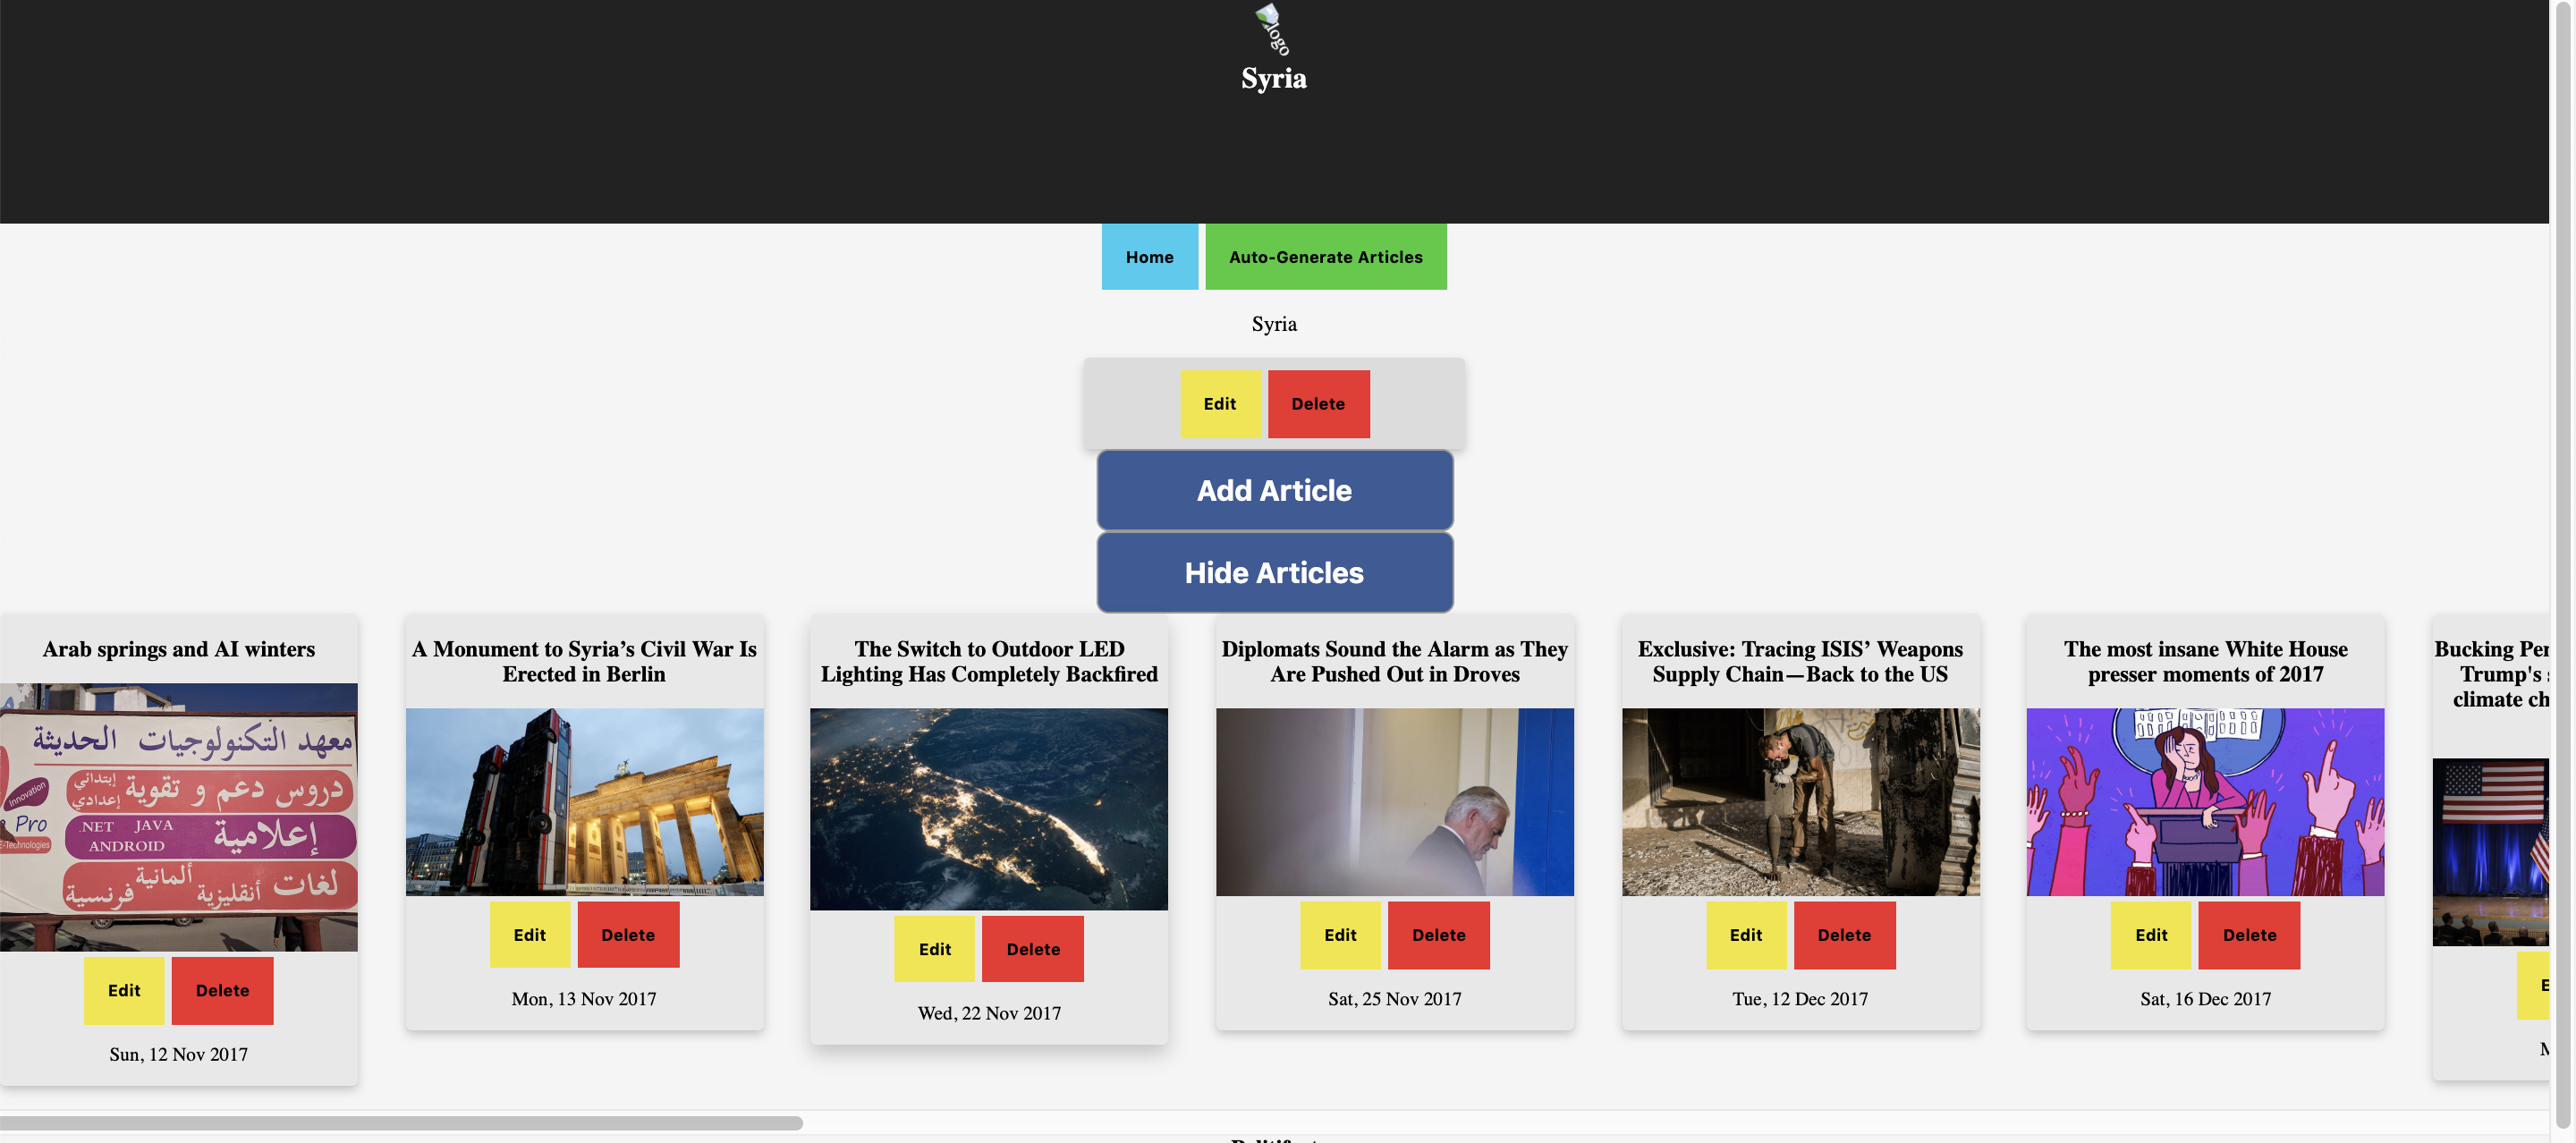 logo
Syria
Home
Auto-Generate Articles
Syria
Edit
Delete
Add Article
Hide Articles
Arab springs and AI winters
معهد التكنولوجيات الحديثة
دروس دعم و تقوية إبتدائي إعدادي
Innovation
Pro
E-Technologies
.NET JAVA
ANDROID
إعلامية
لغات أنقليزية ألمانية فرنسية
Edit
Delete
Sun, 12 Nov 2017
A Monument to Syria’s Civil War Is
Erected in Berlin
Edit
Delete
Mon, 13 Nov 2017
The Switch to Outdoor LED
Lighting Has Completely Backfired
Edit
Delete
Wed, 22 Nov 2017
Diplomats Sound the Alarm as They
Are Pushed Out in Droves
Edit
Delete
Sat, 25 Nov 2017
Exclusive: Tracing ISIS’ Weapons
Supply Chain—Back to the US
Edit
Delete
Tue, 12 Dec 2017
The most insane White House
presser moments of 2017
Edit
Delete
Sat, 16 Dec 2017
Bucking Pe
Trump's
climate ch